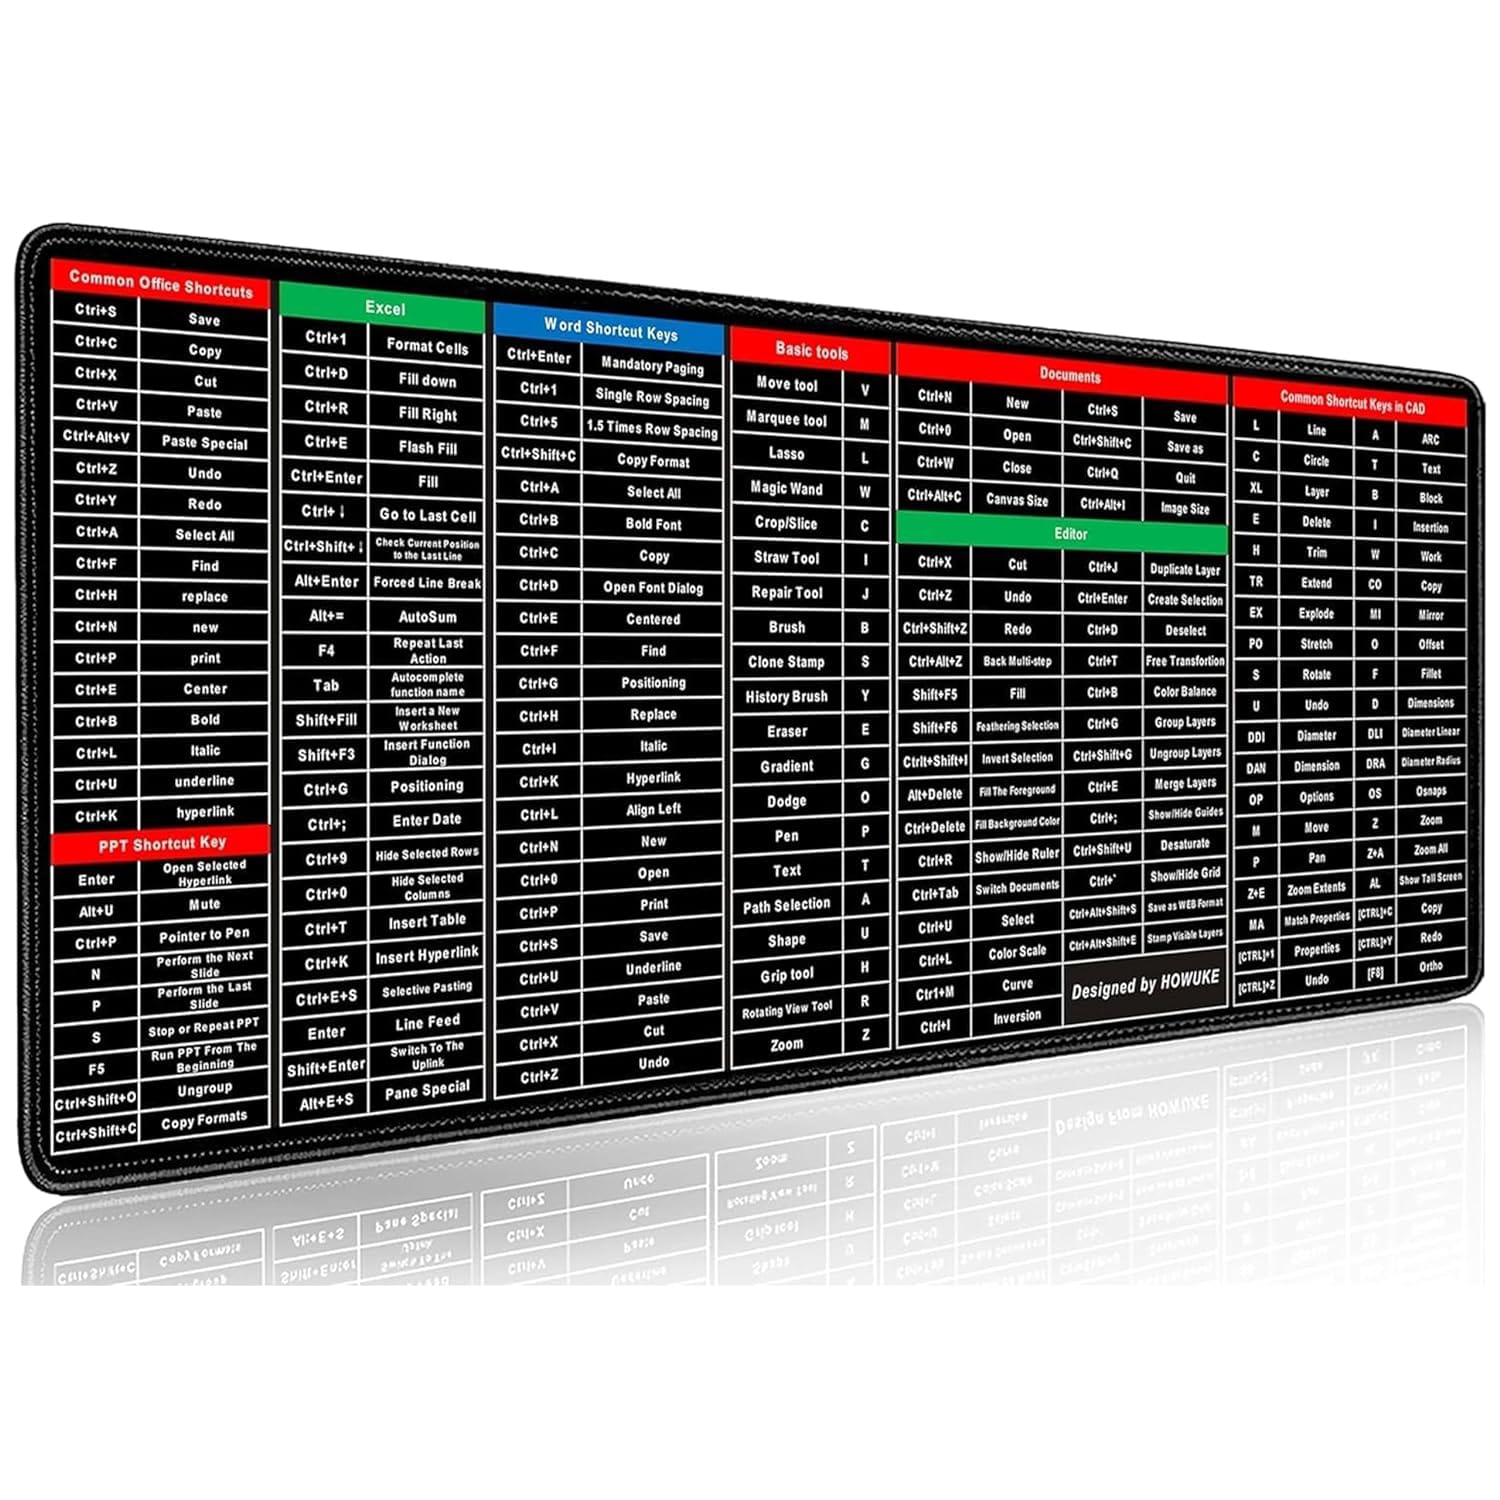 Common Office Shortcuts
Ctrl+S Save
Ctrl+C Copy
Ctrl+X Cut
Ctrl+V Paste
Ctrl+Alt+V Paste Special
Ctrl+Z Undo
Ctrl+Y Redo
Ctrl+A Select All
Ctrl+F Find
Ctrl+H replace
Ctrl+N new
Ctrl+P print
Ctrl+E Center
Ctrl+B Bold
Ctrl+L Italic
Ctrl+U underline
Ctrl+K hyperlink
PPT Shortcut Key
Enter Open Selected
Hyperlink
Alt+U Mute
Ctrl+P Pointer to Pen
N Perform the Next
Slide
P Perform the Last
Slide
S Stop or Repeat PPT
F5 Run PPT From The
Beginning
Ctrl+Shift+O Ungroup
Ctrl+Shift+C Copy Formats
Excel
Ctrl+1 Format Cells
Ctrl+D Fill down
Ctrl+R Fill Right
Ctrl+E Flash Fill
Ctrl+Enter Fill
Ctrl+↓ Go to Last Cell
Ctrl+Shift+↓ Check Current Position
to the Last Line
Alt+Enter Forced Line Break
Alt+= AutoSum
F4 Repeat Last
Action
Tab Autocomplete
function name
Shift+Fill Insert a New
Worksheet
Shift+F3 Insert Function
Dialog
Ctrl+G Positioning
Ctrl+; Enter Date
Ctrl+9 Hide Selected Rows
Ctrl+0 Hide Selected
Columns
Ctrl+T Insert Table
Ctrl+K Insert Hyperlink
Ctrl+E+S Selective Pasting
Enter Line Feed
Shift+Enter Switch To The
Uplink
Alt+E+S Pane Special
Word Shortcut Keys
Ctrl+Enter Mandatory Paging
Ctrl+1 Single Row Spacing
Ctrl+5 1.5 Times Row Spacing
Ctrl+Shift+C Copy Format
Ctrl+A Select All
Ctrl+B Bold Font
Ctrl+C Copy
Ctrl+D Open Font Dialog
Ctrl+E Centered
Ctrl+F Find
Ctrl+G Positioning
Ctrl+H Replace
Ctrl+I Italic
Ctrl+K Hyperlink
Ctrl+L Align Left
Ctrl+N New
Ctrl+0 Open
Ctrl+P Print
Ctrl+S Save
Ctrl+U Underline
Ctrl+V Paste
Ctrl+X Cut
Ctrl+Z Undo
Basic tools
Move tool V
Marquee tool M
Lasso L
Magic Wand W
Crop/Slice C
Straw Tool I
Repair Tool J
Brush B
Clone Stamp S
History Brush Y
Eraser E
Gradient G
Dodge O
Pen P
Text T
Path Selection A
Shape U
Grip tool H
Rotating View Tool R
Zoom Z
Documents
Ctrl+N New Ctrl+S Save
Ctrl+0 Open Ctrl+Shift+C Save as
Ctrl+W Close Ctrl+Q Quit
Ctrl+Alt+C Canvas Size Ctrl+Alt+I Image Size
Editor
Ctrl+X Cut Ctrl+J Duplicate Layer
Ctrl+Z Undo Ctrl+Enter Create Selection
Ctrl+Shift+Z Redo Ctrl+D Deselect
Ctrl+Alt+Z Back Multi-step Ctrl+T Free Transfortion
Shift+F5 Fill Ctrl+B Color Balance
Shift+F6 Feathering Selection Ctrl+G Group Layers
Crtlt+Shift+I Invert Selection Ctrl+Shift+G Ungroup Layers
Alt+Delete Fill The Foreground Ctrl+E Merge Layers
Ctrl+Delete Fill Background Color Ctrl+; Show/Hide Guides
Ctrl+R Show/Hide Ruler Ctrl+Shift+U Desaturate
Ctrl+Tab Switch Documents Ctrl+` Show/Hide Grid
Ctrl+U Select Ctrl+Alt+Shift+S Save as WEB Format
Ctrl+L Color Scale Ctrl+Alt+Shift+E Stamp Visible Layers
Ctr1+M Curve
Ctrl+I Inversion
Designed by HOWUKE
Common Shortcut Keys in CAD
L Line A ARC
C Circle T Text
XL Layer B Block
E Delete I Insertion
H Trim W Work
TR Extend CO Copy
EX Explode MI Mirror
PO Stretch O Offset
S Rotate F Fillet
U Undo D Dimensions
DDI Diameter DLI Diameter Linear
DAN Dimension DRA Diameter Radius
OP Options OS Osnaps
M Move Z Zoom
P Pan Z+A Zoom All
Z+E Zoom Extents AL Show Tall Screen
MA Match Properties [CTRL]+C Copy
[CTRL]+1 Properties [CTRL]+Y Redo
[CTRL]+Z Undo [F8] Ortho